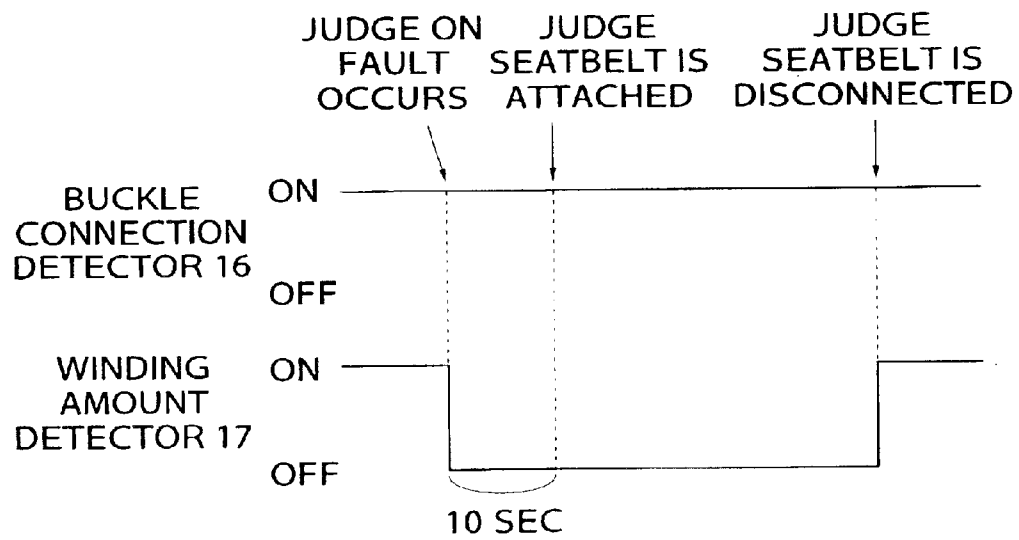 JUDGE ON
FAULT
OCCURS
JUDGE
SEATBELT IS
ATTACHED
JUDGE
SEATBELT IS
DISCONNECTED
BUCKLE
CONNECTION
DETECTOR 16
ON
OFF
WINDING
AMOUNT
DETECTOR 17
ON
OFF
10 SEC